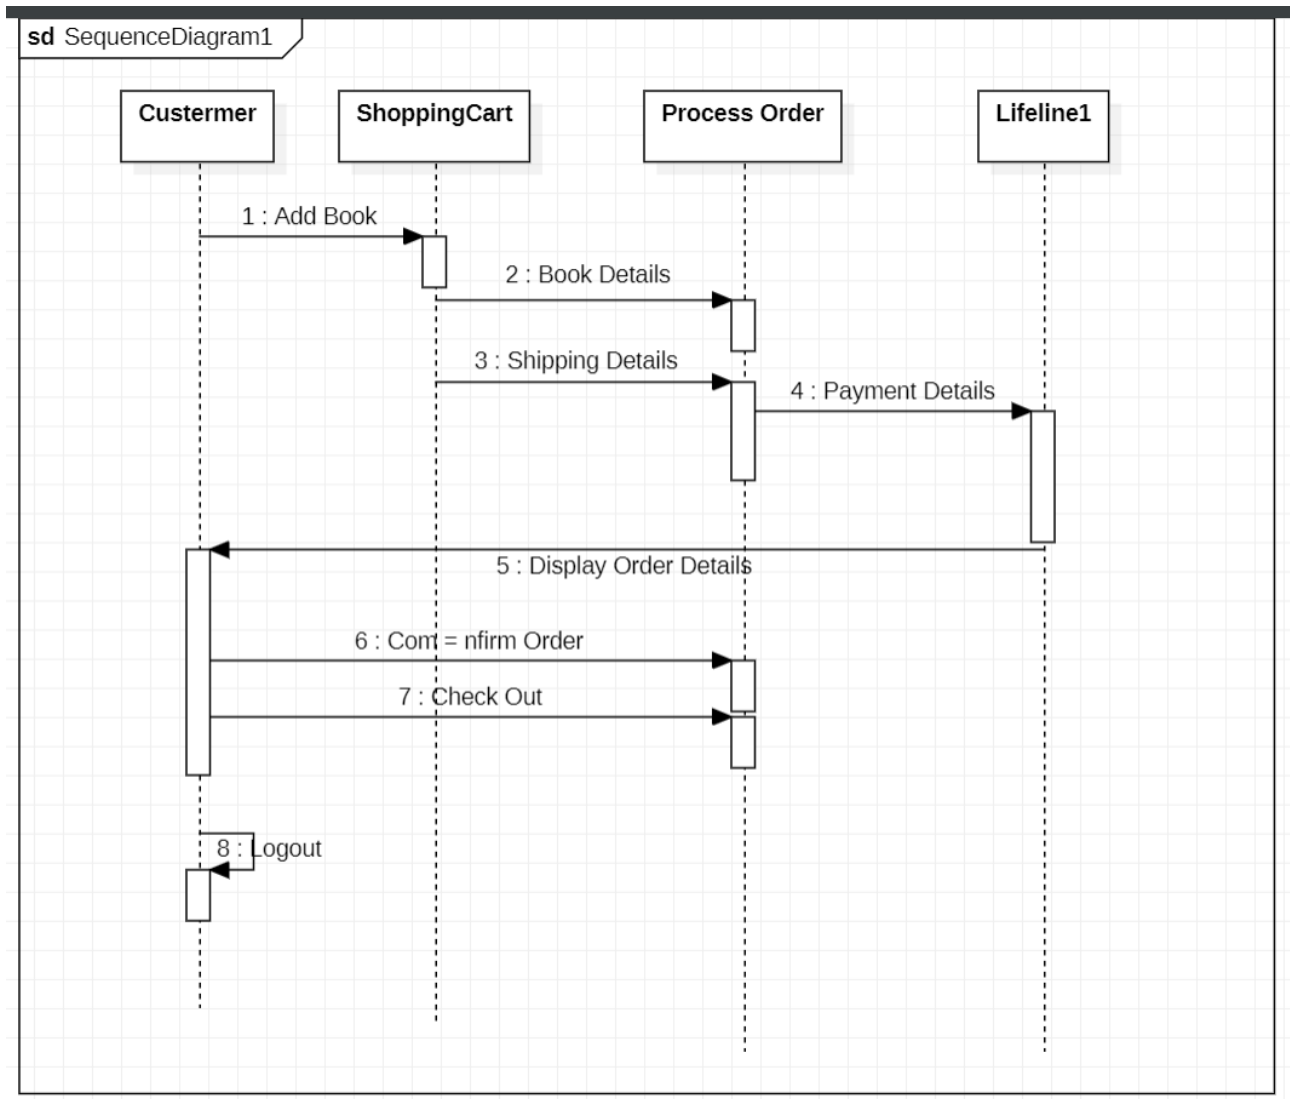 sd SequenceDiagram1
Custermer
ShoppingCart
Process Order
Lifeline1
1 : Add Book
2 : Book Details
3 : Shipping Details
4 : Payment Details
5 : Display Order Details
6 : Com = nfirm Order
7 : Check Out
8 : Logout